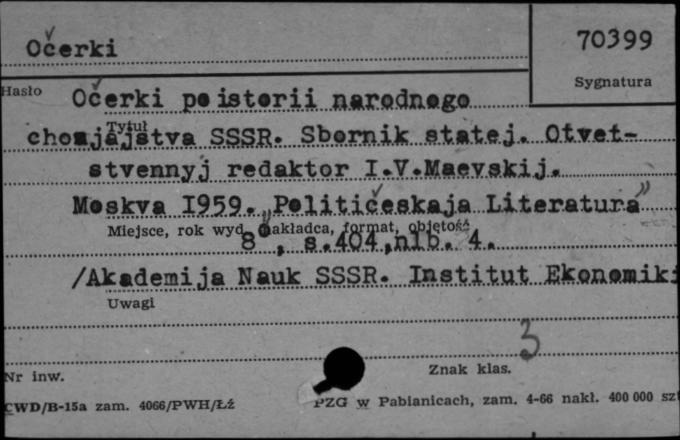 Očerki
70399
Sygnatura
Hasło
Očerki po istorii narodnogo
Tytuł
chozjajstva SSSR. Sbornik statej. Otvet-
stvennyj redaktor I.V.Maevskij.
Moskva 1959. "Političeskaja Literatura"
Miejsce, rok wyd., nakładca, format, objętość
8°, s.404,nlb. 4.
/Akademija Nauk SSSR. Institut Ekonomiki
Uwagi
3
Nr inw.
Znak klas.
CWD/B-15a zam. 4066/PWH/Łź
PZG w Pabianicach, zam. 4-66 nakł. 400 000 szt